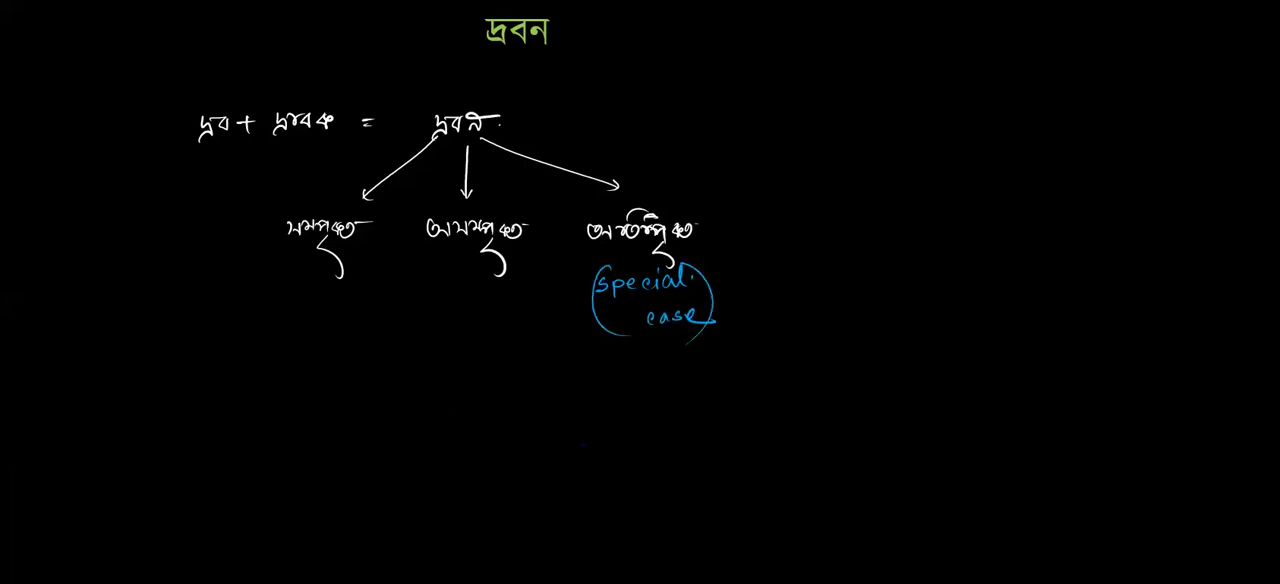 দ্রবন
দ্রব + দ্রাবক = দ্রবন
সম্পৃক্ত অসম্পৃক্ত অতিপৃক্ত
special
case